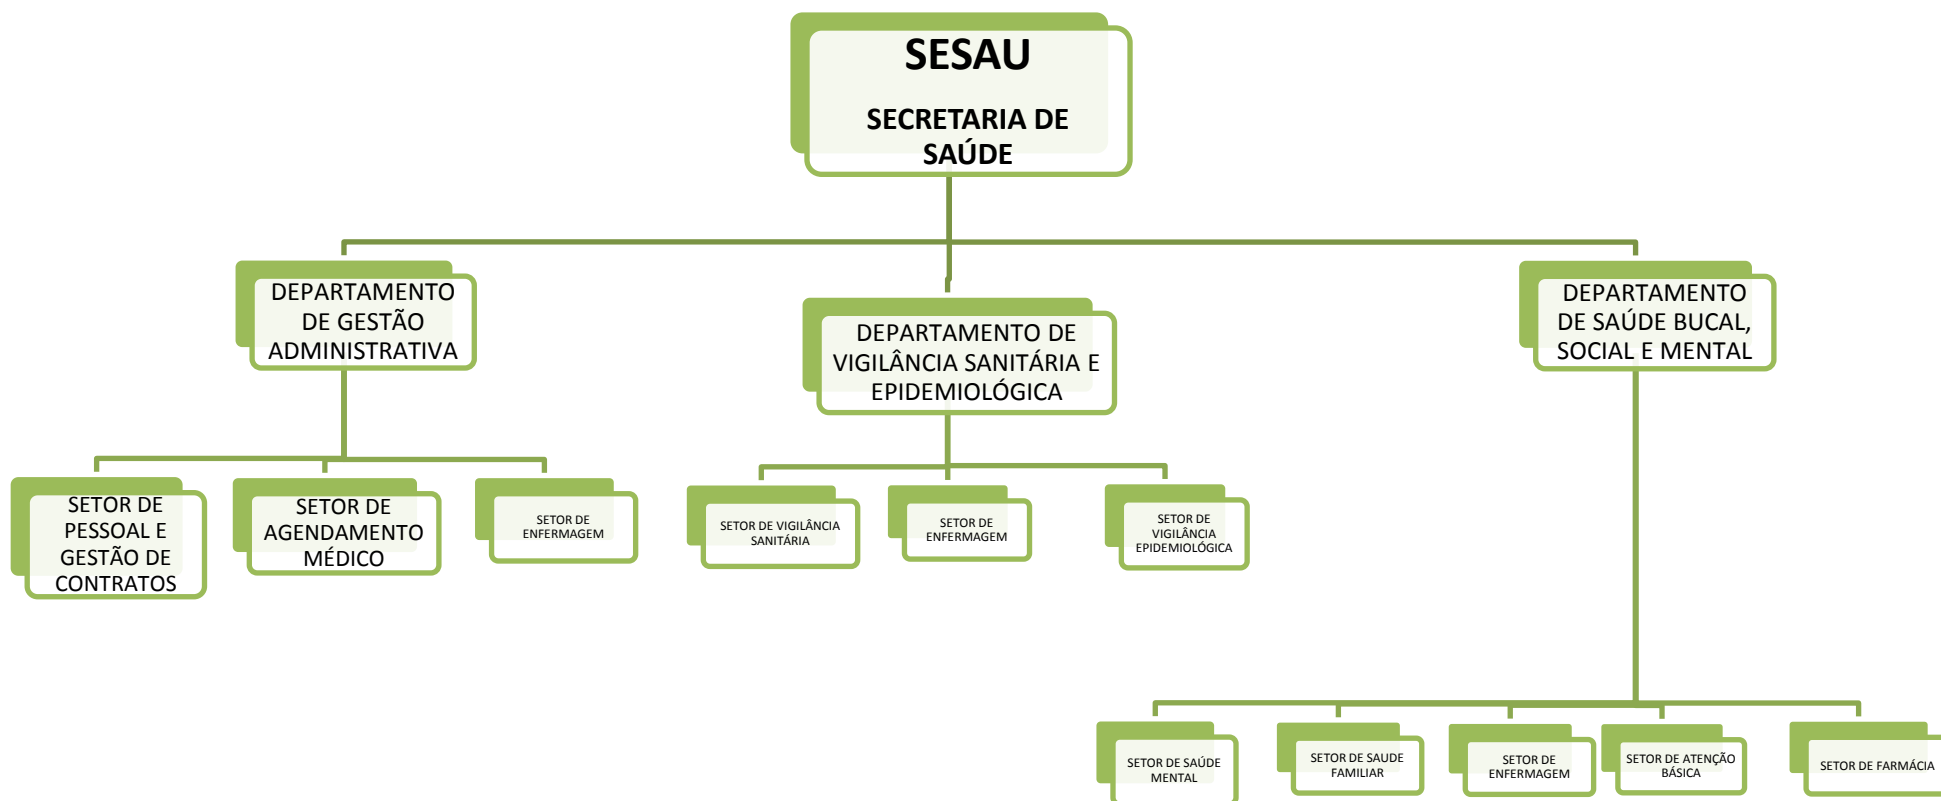 SESAU
SECRETARIA DE
SAÚDE
DEPARTAMENTO
DE GESTÃO
ADMINISTRATIVA
DEPARTAMENTO DE
VIGILÂNCIA SANITÁRIA E
EPIDEMIOLÓGICA
DEPARTAMENTO
DE SAÚDE BUCAL,
SOCIAL E MENTAL
SETOR DE
PESSOAL E
GESTÃO DE
CONTRATOS
SETOR DE
AGENDAMENTO
MÉDICO
SETOR DE
ENFERMAGEM
SETOR DE VIGILÂNCIA
SANITÁRIA
SETOR DE
ENFERMAGEM
SETOR DE
VIGILÂNCIA
EPIDEMIOLÓGICA
SETOR DE SAÚDE
MENTAL
SETOR DE SAUDE
FAMILIAR
SETOR DE
ENFERMAGEM
SETOR DE ATENÇÃO
BÁSICA
SETOR DE FARMÁCIA